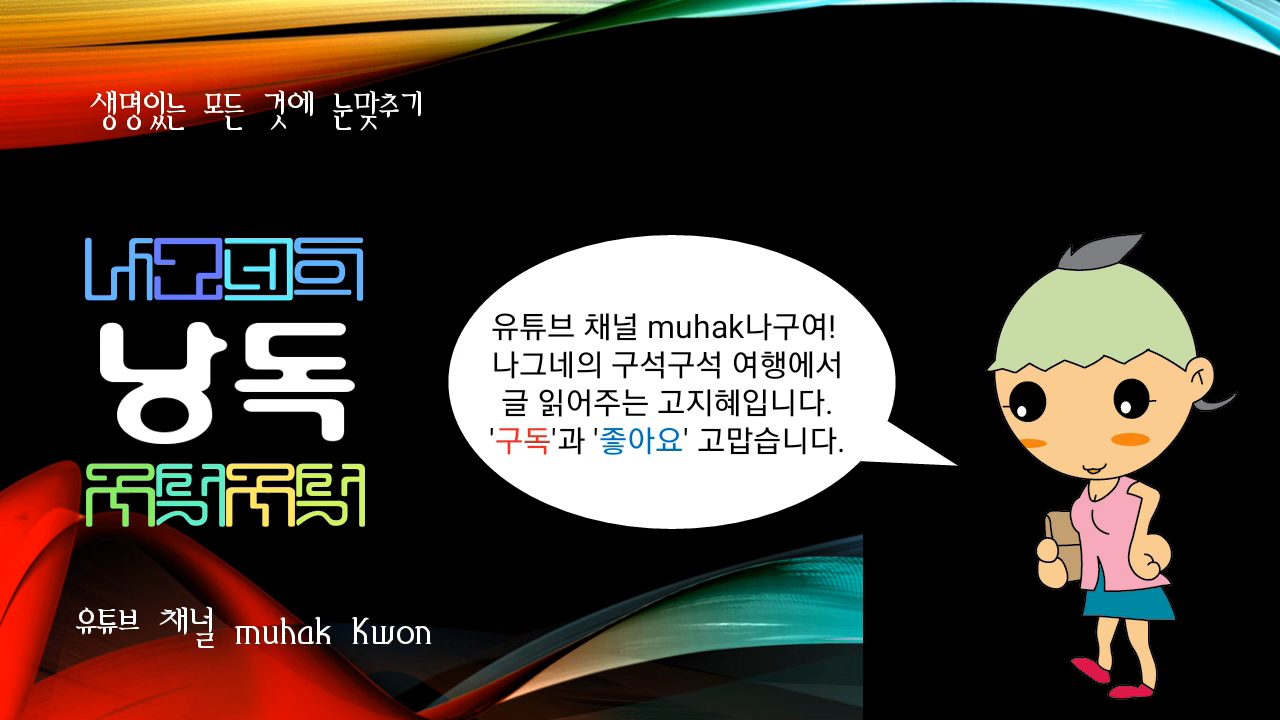 생명있는 모든 것에 눈맞추기
나그네의
낭독
구석구석
유튜브 채널 muhak나구여!
나그네의 구석구석 여행에서
글 읽어주는 고지혜입니다.
'구독'과 '좋아요' 고맙습니다.
유튜브 채널 muhak Kwon